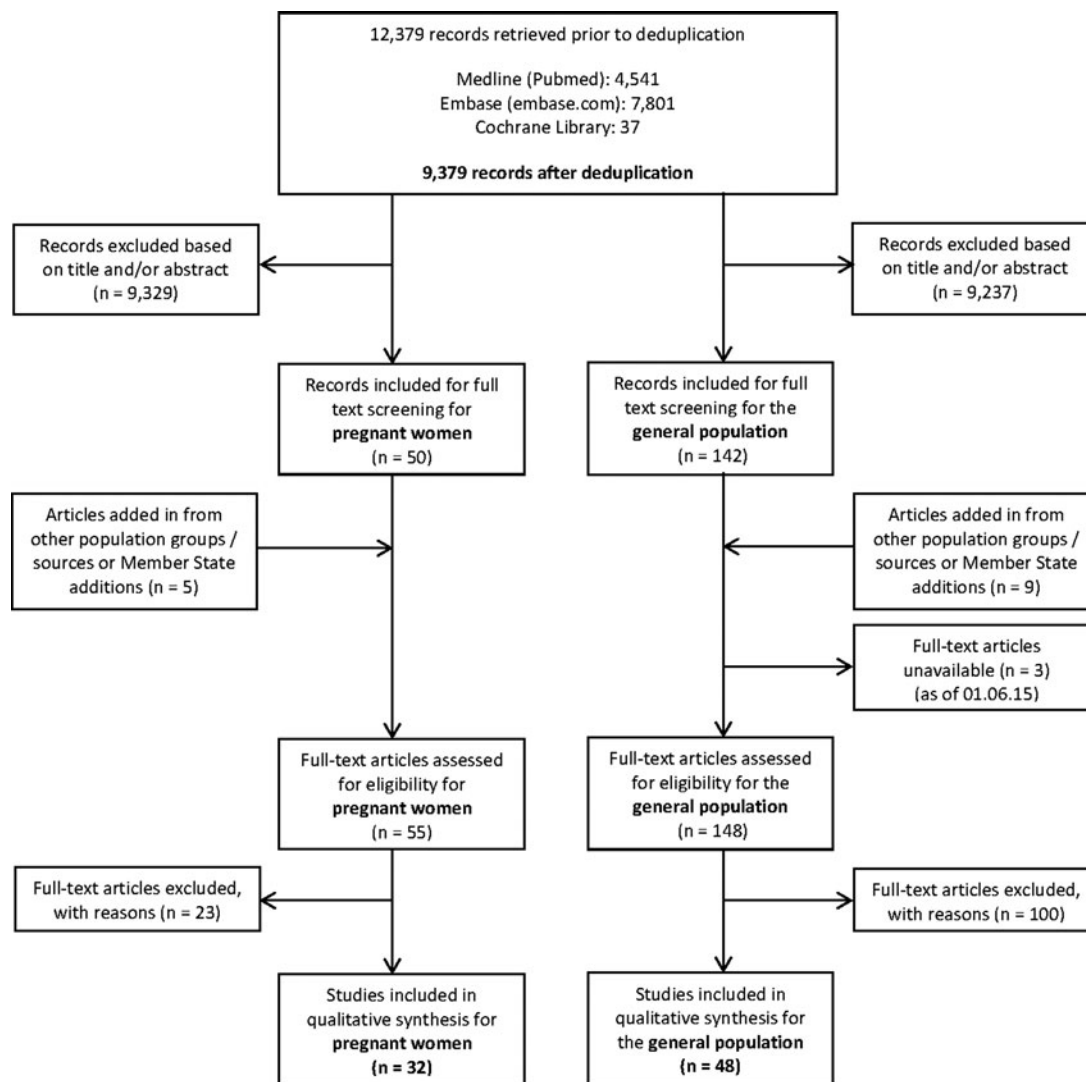 12,379 records retrieved prior to deduplication
Medline (Pubmed): 4,541
Embase (embase.com): 7,801
Cochrane Library: 37
9,379 records after deduplication
Records excluded based
on title and/or abstract
(n = 9,329)
Records excluded based
on title and/or abstract
(n = 9,237)
Records included for full
text screening for
pregnant women
(n = 50)
Records included for full
text screening for the
general population
(n = 142)
Articles added in from
other population groups /
sources or Member State
additions (n = 5)
Articles added in from
other population groups /
sources or Member State
additions (n = 9)
Full-text articles
unavailable (n = 3)
(as of 01.06.15)
Full-text articles assessed
for eligibility for
pregnant women
(n = 55)
Full-text articles assessed
for eligibility for the
general population
(n = 148)
Full-text articles excluded,
with reasons (n = 23)
Full-text articles excluded,
with reasons (n = 100)
Studies included in
qualitative synthesis for
pregnant women
(n = 32)
Studies included in
qualitative synthesis for
the general population
(n = 48)